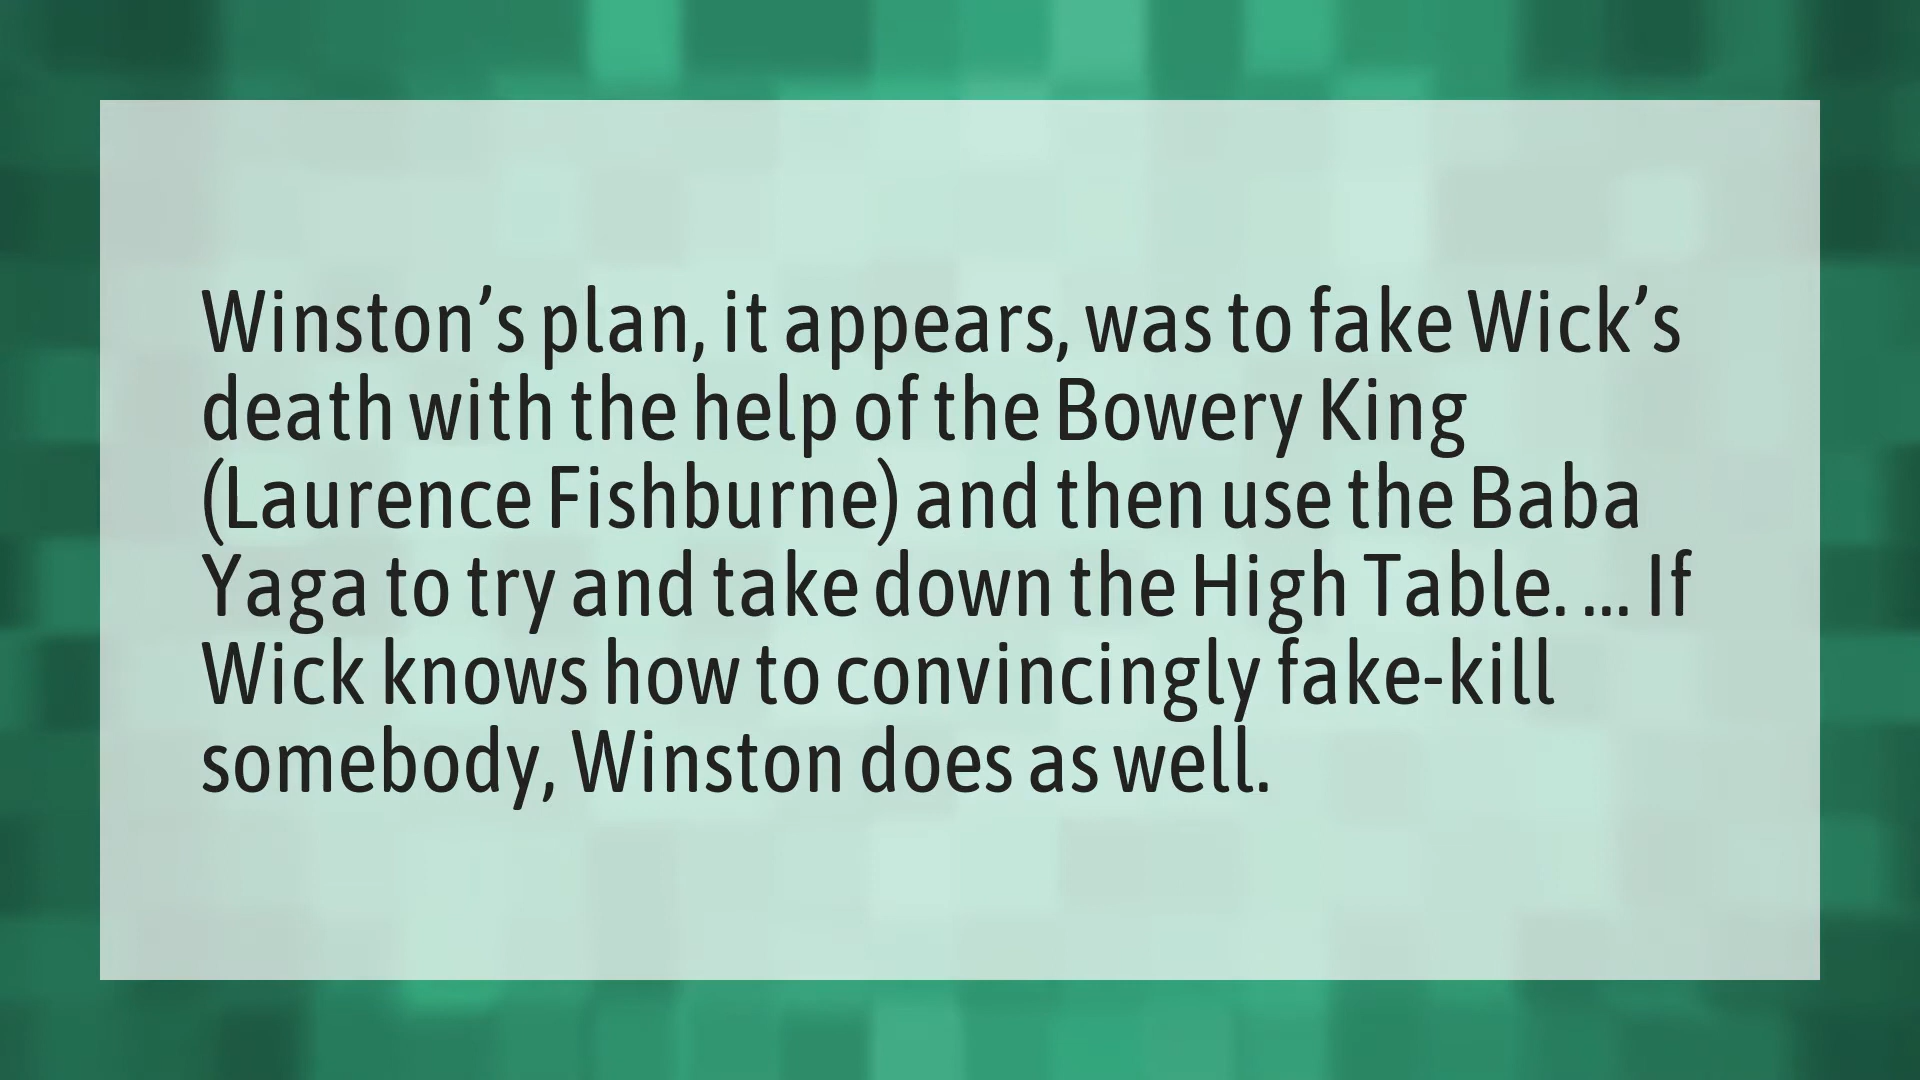 Winston’s plan, it appears, was to fake Wick’s
death with the help of the Bowery King
(Laurence Fishburne) and then use the Baba
Yaga to try and take down the High Table. ... If
Wick knows how to convincingly fake-kill
somebody, Winston does as well.